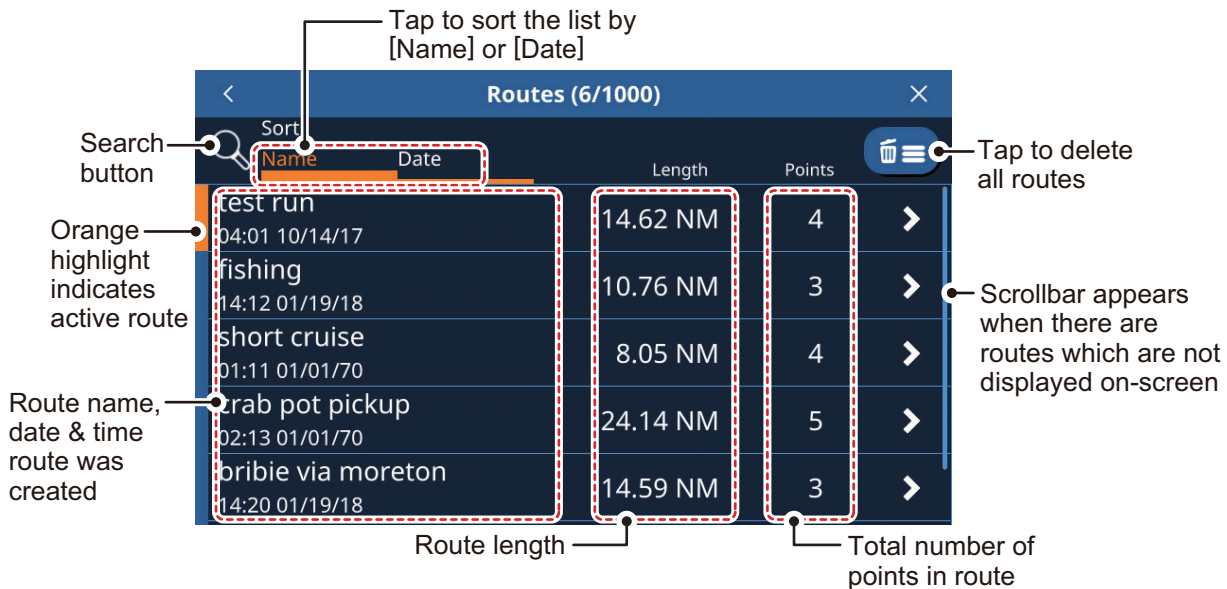 Tap to sort the list by
[Name] or [Date]
Routes (6/1000)
Search
button
Sort
Name Date
Length Points
Tap to delete
all routes
Orange
highlight
indicates
active route
test run
04:01 10/14/17
14.62 NM 4
fishing
14:12 01/19/18
10.76 NM 3
Scrollbar appears
when there are
routes which are not
displayed on-screen
short cruise
01:11 01/01/70
8.05 NM 4
Route name,
date & time
route was
created
crab pot pickup
02:13 01/01/70
24.14 NM 5
bribie via moreton
14:20 01/19/18
14.59 NM 3
Route length
Total number of
points in route